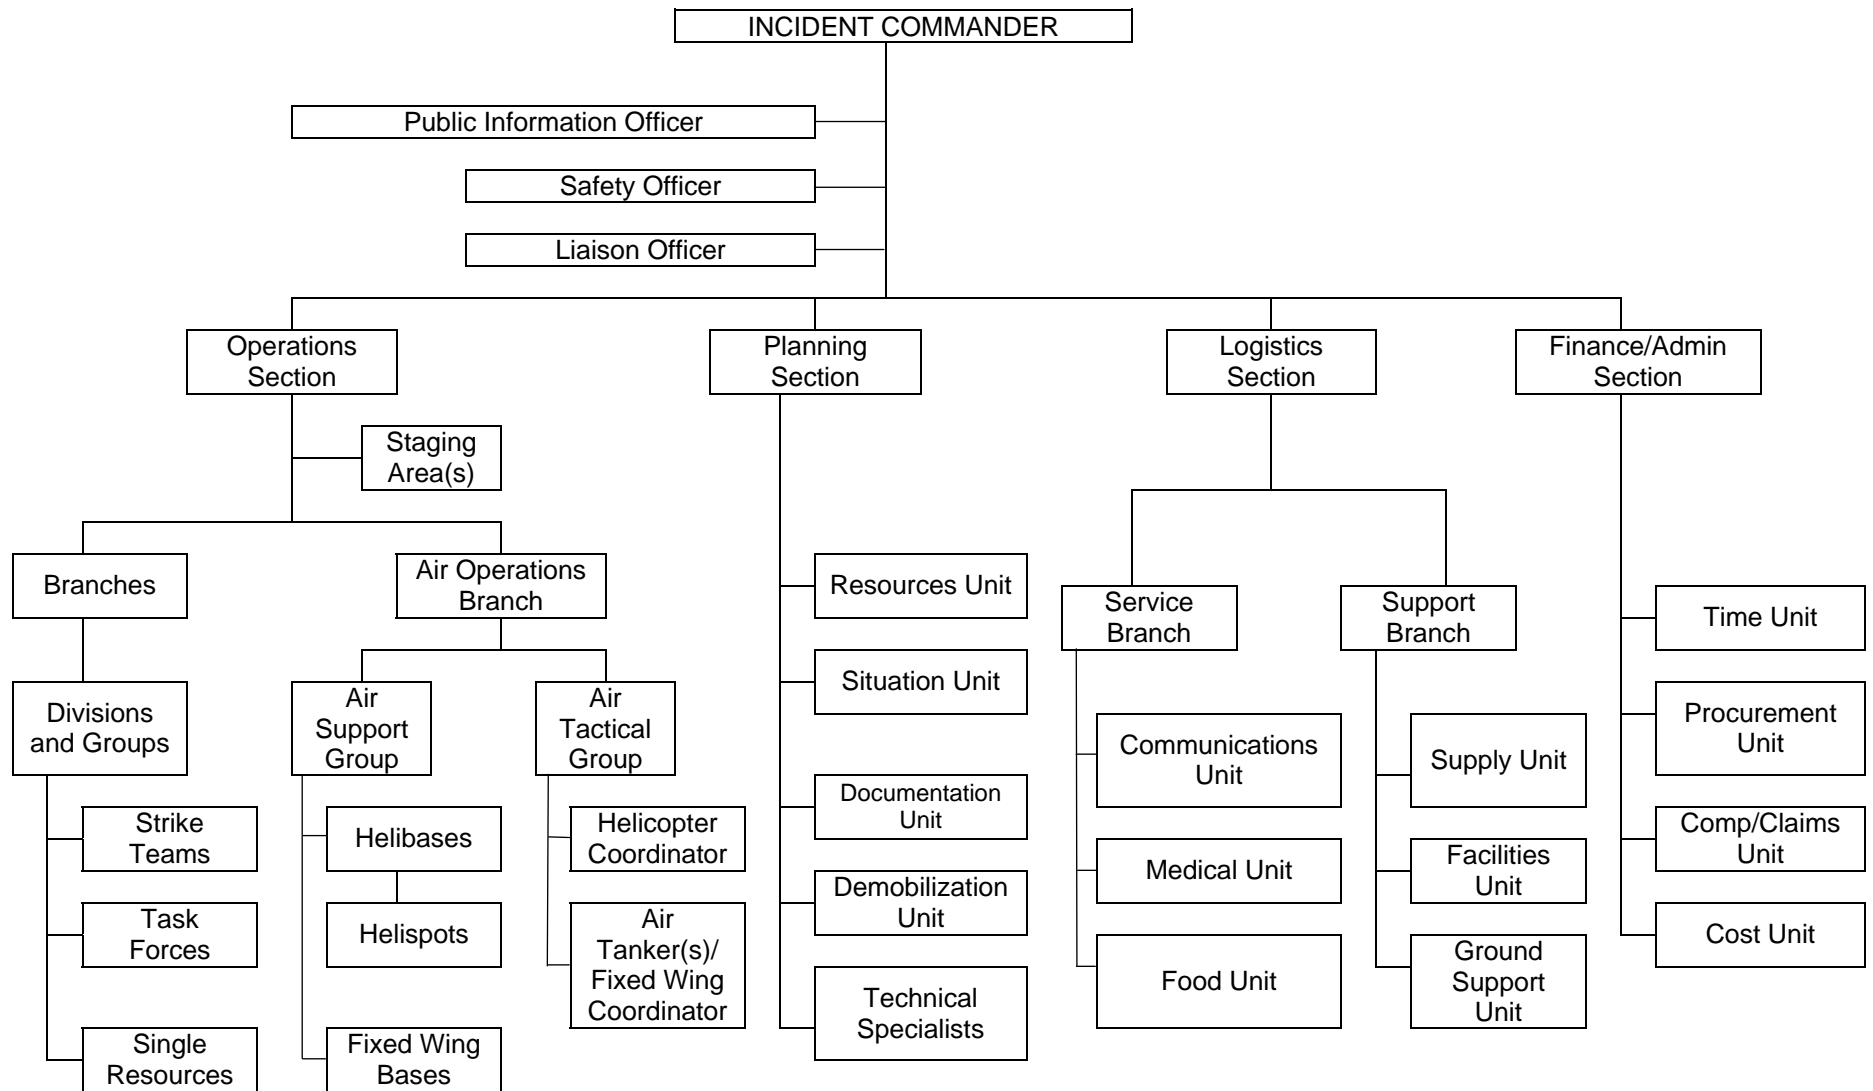 INCIDENT COMMANDER
Public Information Officer
Safety Officer
Liaison Officer
Operations
Section
Planning
Section
Logistics
Section
Finance/Admin
Section
Staging
Area(s)
Branches
Air Operations
Branch
Divisions
and Groups
Air
Support
Group
Air
Tactical
Group
Strike
Teams
Task
Forces
Single
Resources
Helibases
Helispots
Fixed Wing
Bases
Helicopter
Coordinator
Air
Tanker(s)/
Fixed Wing
Coordinator
Resources Unit
Situation Unit
Documentation
Unit
Demobilization
Unit
Technical
Specialists
Service
Branch
Support
Branch
Communications
Unit
Medical Unit
Food Unit
Supply Unit
Facilities
Unit
Ground
Support
Unit
Time Unit
Procurement
Unit
Comp/Claims
Unit
Cost Unit